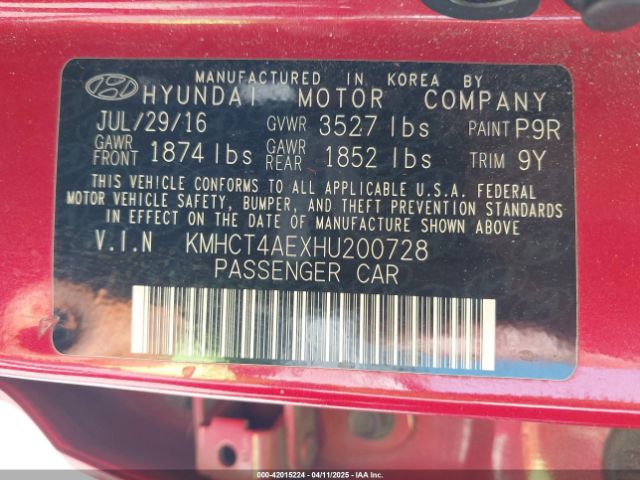 MANUFACTURED IN KOREA BY
HYUNDAI MOTOR COMPANY
JUL/29/16 GVWR 3527 lbs PAINT P9R
GAWR FRONT 1874 lbs GAWR REAR 1852 lbs TRIM 9Y
THIS VEHICLE CONFORMS TO ALL APPLICABLE U.S.A. FEDERAL
MOTOR VEHICLE SAFETY, BUMPER, AND THEFT PREVENTION STANDARDS
IN EFFECT ON THE DATE OF MANUFACTURE SHOWN ABOVE
V.I.N KMHCT4AEXHU200728
PASSENGER CAR
000-42015224 - 04/11/2025 - IAAI.COM